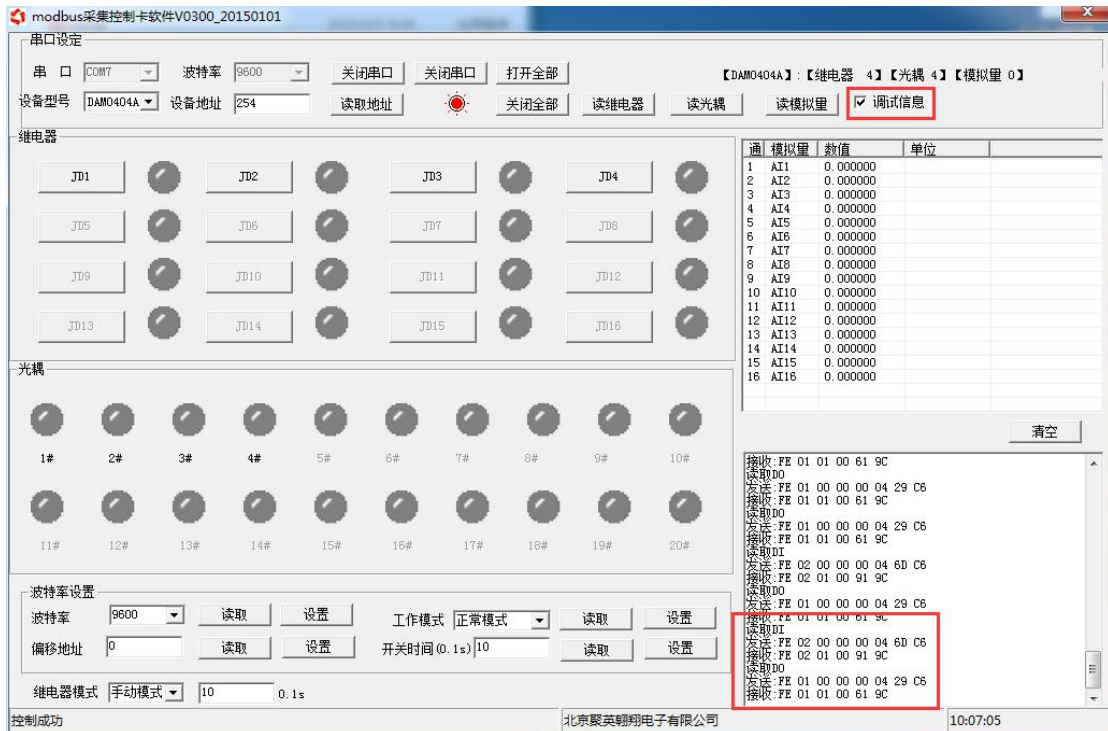 modbus采集控制卡软件V0300_20150101
串口设定
串 口 COM7 波特率 9600 关闭串口 关闭串口 打开全部
【DAM0404A】:【继电器 4】【光耦 4】【模拟量 0】
设备型号 DAM0404A 设备地址 254 读取地址 关闭全部 读继电器 读光耦 读模拟量 调试信息
继电器
JD1 JD2 JD3 JD4
JD5 JD6 JD7 JD8
JD9 JD10 JD11 JD12
JD13 JD14 JD15 JD16
通 模拟量 数值 单位
1 AI1 0.000000
2 AI2 0.000000
3 AI3 0.000000
4 AI4 0.000000
5 AI5 0.000000
6 AI6 0.000000
7 AI7 0.000000
8 AI8 0.000000
9 AI9 0.000000
10 AI10 0.000000
11 AI11 0.000000
12 AI12 0.000000
13 AI13 0.000000
14 AI14 0.000000
15 AI15 0.000000
16 AI16 0.000000
光耦
1# 2# 3# 4# 5# 6# 7# 8# 9# 10#
11# 12# 13# 14# 15# 16# 17# 18# 19# 20#
清空
接收:FE 01 01 00 61 9C
读取DO
发送:FE 01 00 00 00 04 29 C6
接收:FE 01 01 00 61 9C
读取DO
发送:FE 01 00 00 00 04 29 C6
接收:FE 01 01 00 61 9C
读取DI
发送:FE 02 00 00 00 04 6D C6
接收:FE 02 01 00 91 9C
读取DO
发送:FE 01 00 00 00 04 29 C6
接收:FE 01 01 00 61 9C
读取DI
发送:FE 02 00 00 00 04 6D C6
接收:FE 02 01 00 91 9C
读取DO
发送:FE 01 00 00 00 04 29 C6
接收:FE 01 01 00 61 9C
波特率设置
波特率 9600 读取 设置 工作模式 正常模式 读取 设置
偏移地址 0 读取 设置 开关时间(0.1s) 10 读取 设置
继电器模式 手动模式 10 0.1s
控制成功 北京聚英翱翔电子有限公司 10:07:05